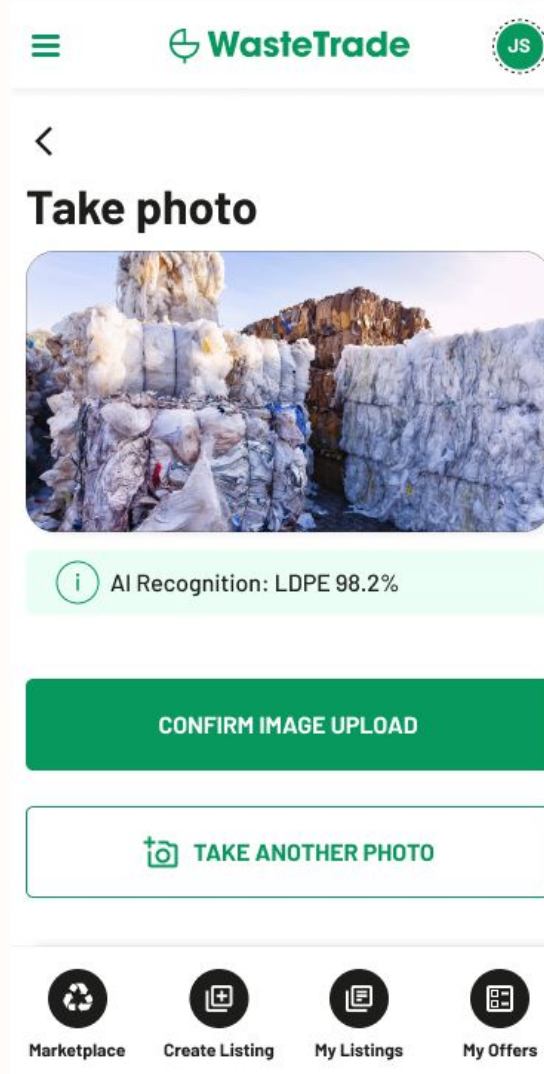 WasteTrade
JS
Take photo
i
AI Recognition: LDPE 98.2%
CONFIRM IMAGE UPLOAD
TAKE ANOTHER PHOTO
Marketplace
Create Listing
My Listings
My Offers